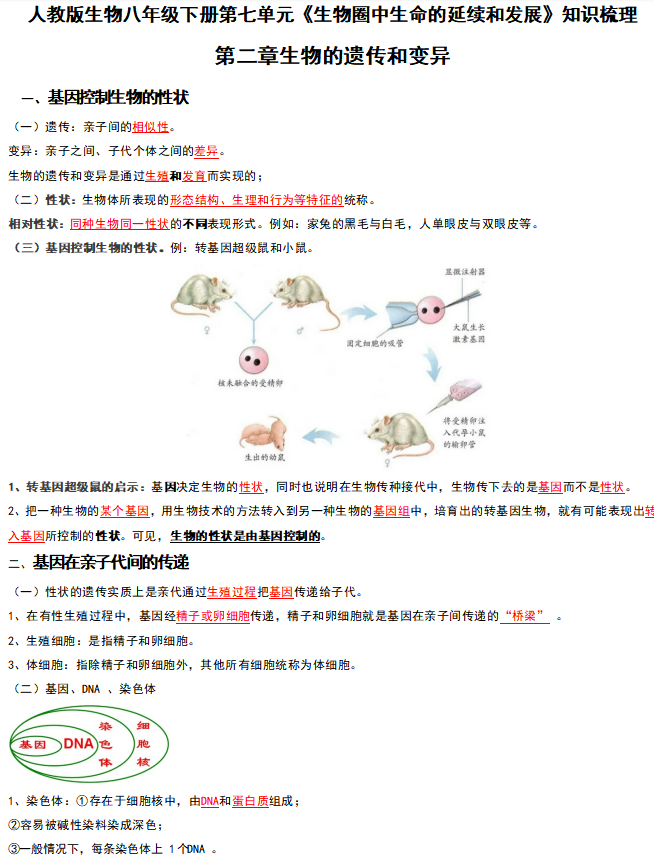 人教版生物八年级下册第七单元《生物圈中生命的延续和发展》知识梳理
第二章生物的遗传和变异
一、基因控制生物的性状
（一）遗传：亲子间的相似性。
变异：亲子之间、子代个体之间的差异。
生物的遗传和变异是通过生殖和发育而实现的；
（二）性状：生物体所表现的形态结构、生理和行为等特征的统称。
相对性状：同种生物同一性状的不同表现形式。例如：家兔的黑毛与白毛，人单眼皮与双眼皮等。
（三）基因控制生物的性状。例：转基因超级鼠和小鼠。
显微注射器
♀
♂
固定细胞的吸管
大鼠生长
激素基因
核未融合的受精卵
将受精卵注
入代孕小鼠
的输卵管
生出的幼鼠
♀
1、转基因超级鼠的启示：基因决定生物的性状，同时也说明在生物传种接代中，生物传下去的是基因而不是性状。
2、把一种生物的某个基因，用生物技术的方法转入到另一种生物的基因组中，培育出的转基因生物，就有可能表现出转
入基因所控制的性状。可见，生物的性状是由基因控制的。
二、基因在亲子代间的传递
（一）性状的遗传实质上是亲代通过生殖过程把基因传递给子代。
1、在有性生殖过程中，基因经精子或卵细胞传递，精子和卵细胞就是基因在亲子间传递的“桥梁” 。
2、生殖细胞：是指精子和卵细胞。
3、体细胞：指除精子和卵细胞外，其他所有细胞统称为体细胞。
（二）基因、DNA 、染色体
基因 DNA 染色体 细胞核
1、染色体：①存在于细胞核中，由DNA和蛋白质组成；
②容易被碱性染料染成深色；
③一般情况下，每条染色体上 1个DNA 。